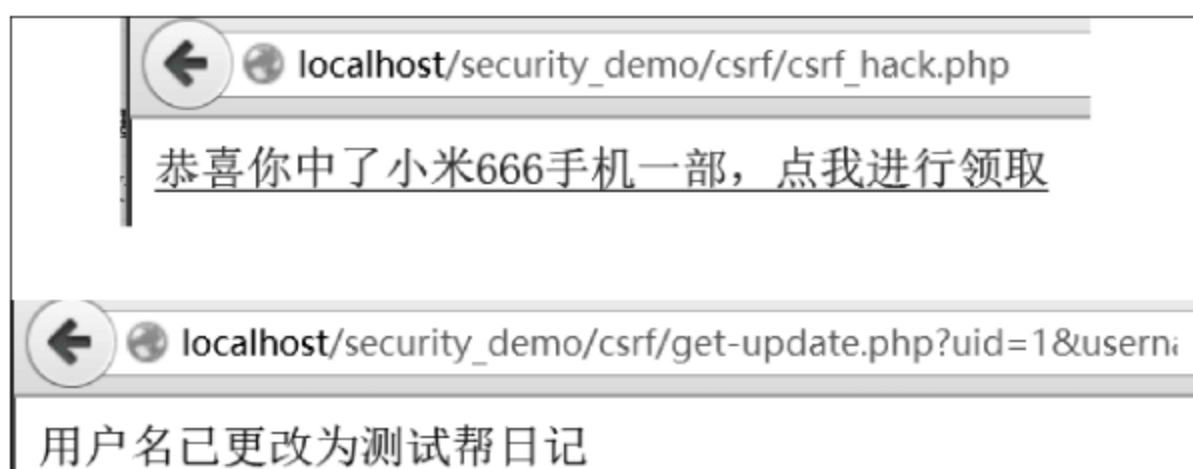 localhost/security_demo/csrf/csrf_hack.php
恭喜你中了小米666手机一部，点我进行领取
localhost/security_demo/csrf/get-update.php?uid=1&userna
用户名已更改为测试帮日记